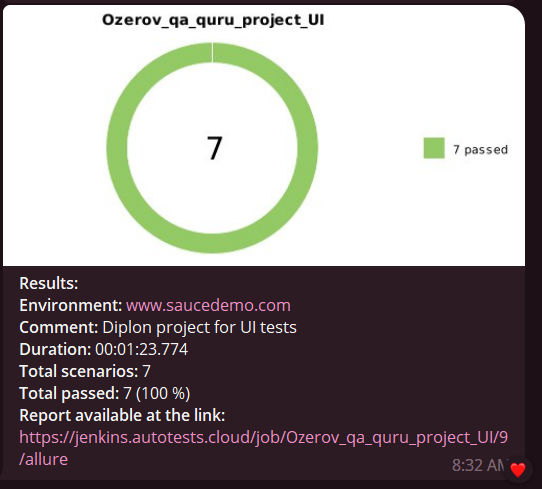 Ozerov_qa_quru_project_UI
7
7 passed
Results:
Environment: www.saucedemo.com
Comment: Diplon project for UI tests
Duration: 00:01:23.774
Total scenarios: 7
Total passed: 7 (100 %)
Report available at the link:
https://jenkins.autotests.cloud/job/Ozerov_qa_quru_project_UI/9
/allure
8:32 AM